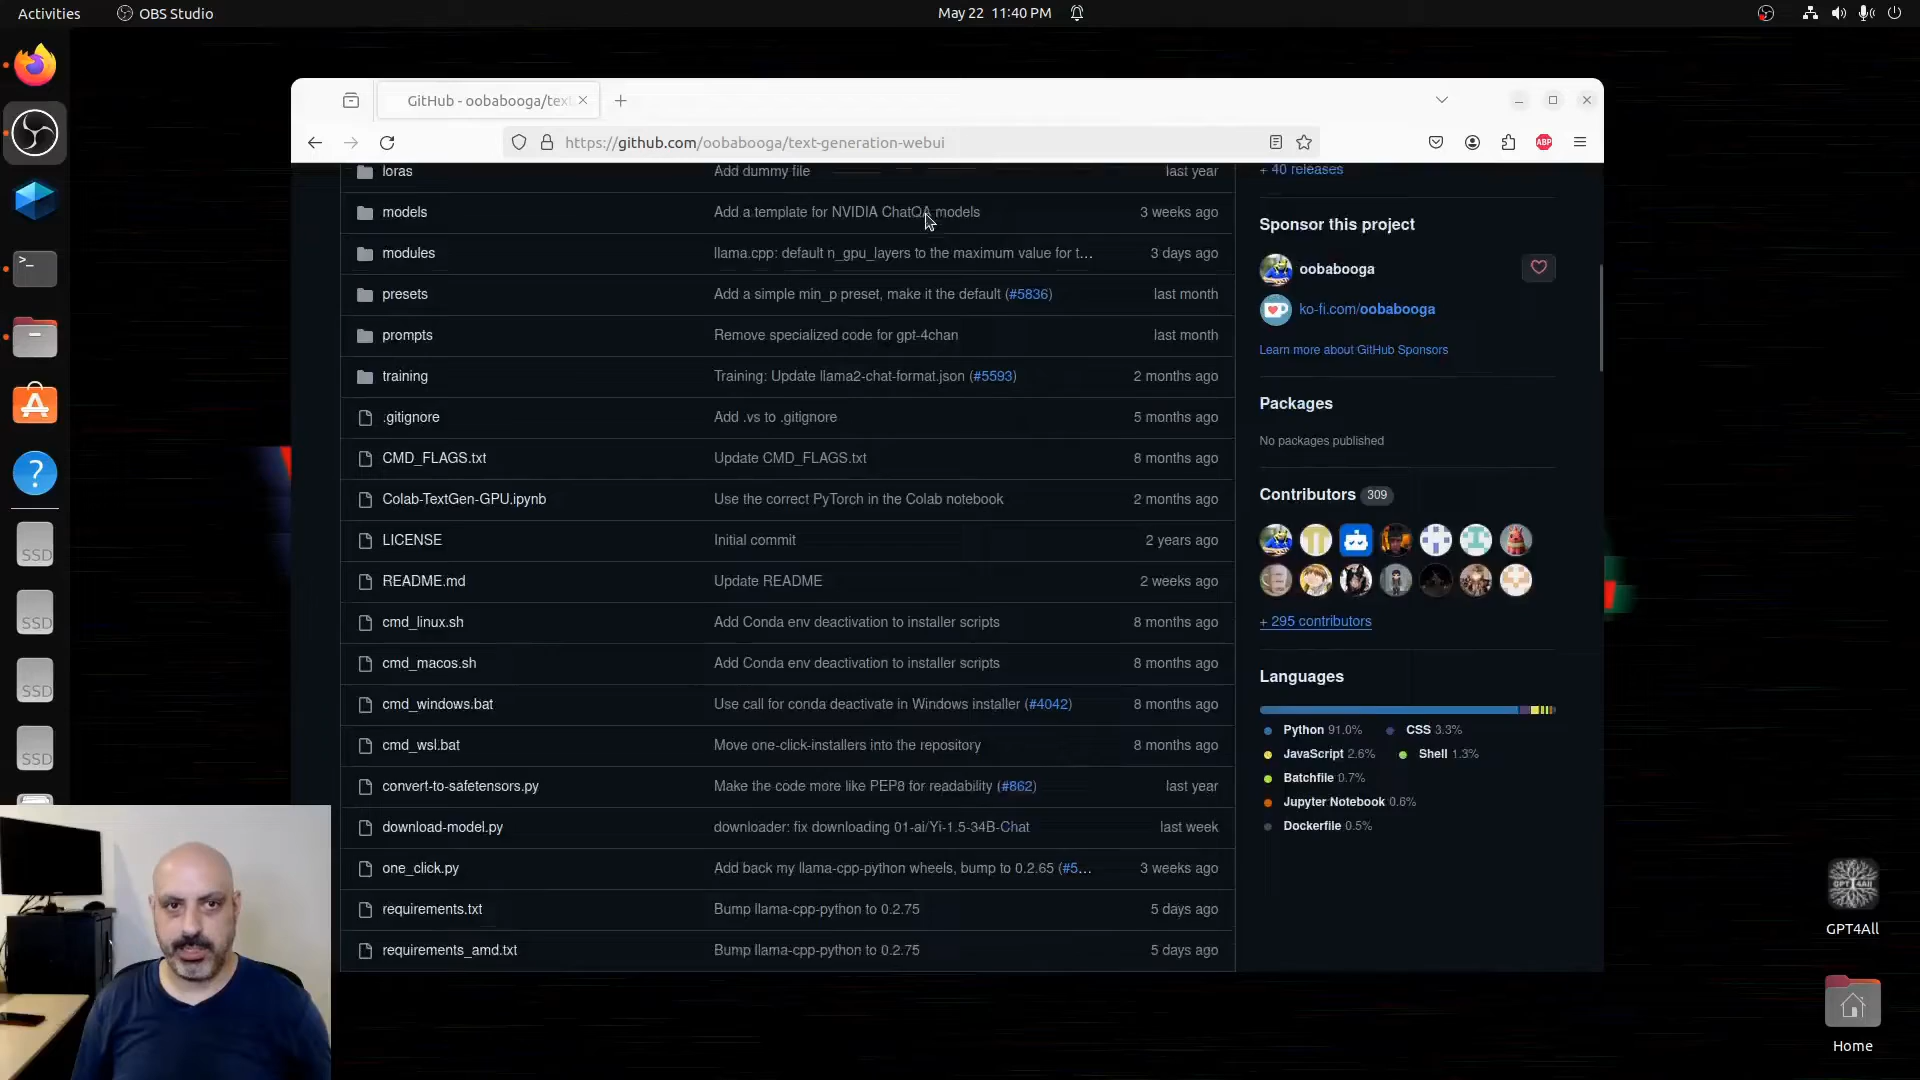 Activities
OBS Studio
May 22 11:40 PM
GitHub - oobabooga/text
https://github.com/oobabooga/text-generation-webui
ABP
loras Add dummy file last year
models Add a template for NVIDIA ChatQA models 3 weeks ago
modules llama.cpp: default n_gpu_layers to the maximum value for t... 3 days ago
presets Add a simple min_p preset, make it the default (#5836) last month
prompts Remove specialized code for gpt-4chan last month
training Training: Update llama2-chat-format.json (#5593) 2 months ago
.gitignore Add .vs to .gitignore 5 months ago
CMD_FLAGS.txt Update CMD_FLAGS.txt 8 months ago
Colab-TextGen-GPU.ipynb Use the correct PyTorch in the Colab notebook 2 months ago
LICENSE Initial commit 2 years ago
README.md Update README 2 weeks ago
cmd_linux.sh Add Conda env deactivation to installer scripts 8 months ago
cmd_macos.sh Add Conda env deactivation to installer scripts 8 months ago
cmd_windows.bat Use call for conda deactivate in Windows installer (#4042) 8 months ago
cmd_wsl.bat Move one-click-installers into the repository 8 months ago
convert-to-safetensors.py Make the code more like PEP8 for readability (#862) last year
download-model.py downloader: fix downloading 01-ai/Yi-1.5-34B-Chat last week
one_click.py Add back my llama-cpp-python wheels, bump to 0.2.65 (#5... 3 weeks ago
requirements.txt Bump llama-cpp-python to 0.2.75 5 days ago
requirements_amd.txt Bump llama-cpp-python to 0.2.75 5 days ago
+ 40 releases
Sponsor this project
oobabooga
ko-fi.com/oobabooga
Learn more about GitHub Sponsors
Packages
No packages published
Contributors 309
+ 295 contributors
Languages
Python 91.0% CSS 3.3%
JavaScript 2.6% Shell 1.3%
Batchfile 0.7%
Jupyter Notebook 0.6%
Dockerfile 0.5%
SSD
SSD
SSD
SSD
GPT4All
GPT4All
Home